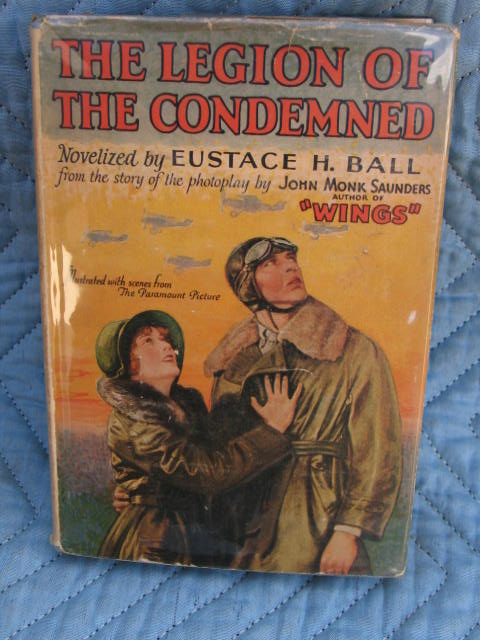 THE LEGION OF
THE CONDEMNED
Novelized by EUSTACE H. BALL
from the story of the photoplay by JOHN MONK SAUNDERS
AUTHOR OF
"WINGS"
Illustrated with scenes from
The Paramount Picture